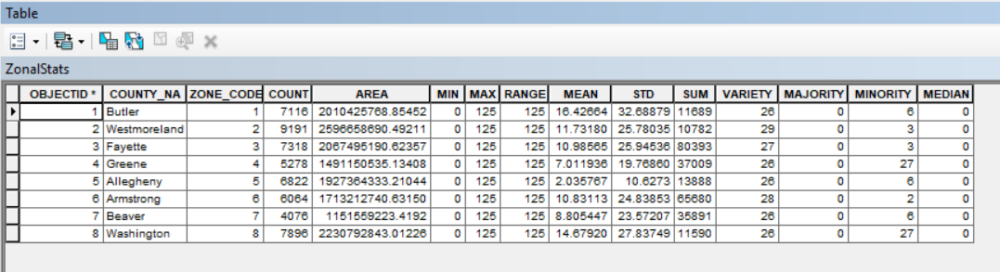 Table
ZonalStats
OBJECTID * COUNTY_NA ZONE_CODE COUNT AREA MIN MAX RANGE MEAN STD SUM VARIETY MAJORITY MINORITY MEDIAN
1 Butler 1 7116 2010425768.85452 0 125 125 16.42664 32.68879 11689 26 0 6 0
2 Westmoreland 2 9191 2596658690.49211 0 125 125 11.73180 25.78035 10782 29 0 3 0
3 Fayette 3 7318 2067495190.62357 0 125 125 10.98565 25.94536 80393 27 0 3 0
4 Greene 4 5278 1491150535.13408 0 125 125 7.011936 19.76860 37009 26 0 27 0
5 Allegheny 5 6822 1927364333.21044 0 125 125 2.035767 10.6273 13888 26 0 6 0
6 Armstrong 6 6064 1713212740.63150 0 125 125 10.83113 24.83853 65680 28 0 2 0
7 Beaver 7 4076 1151559223.4192 0 125 125 8.805447 23.57207 35891 26 0 6 0
8 Washington 8 7896 2230792843.01226 0 125 125 14.67920 27.83749 11590 26 0 27 0